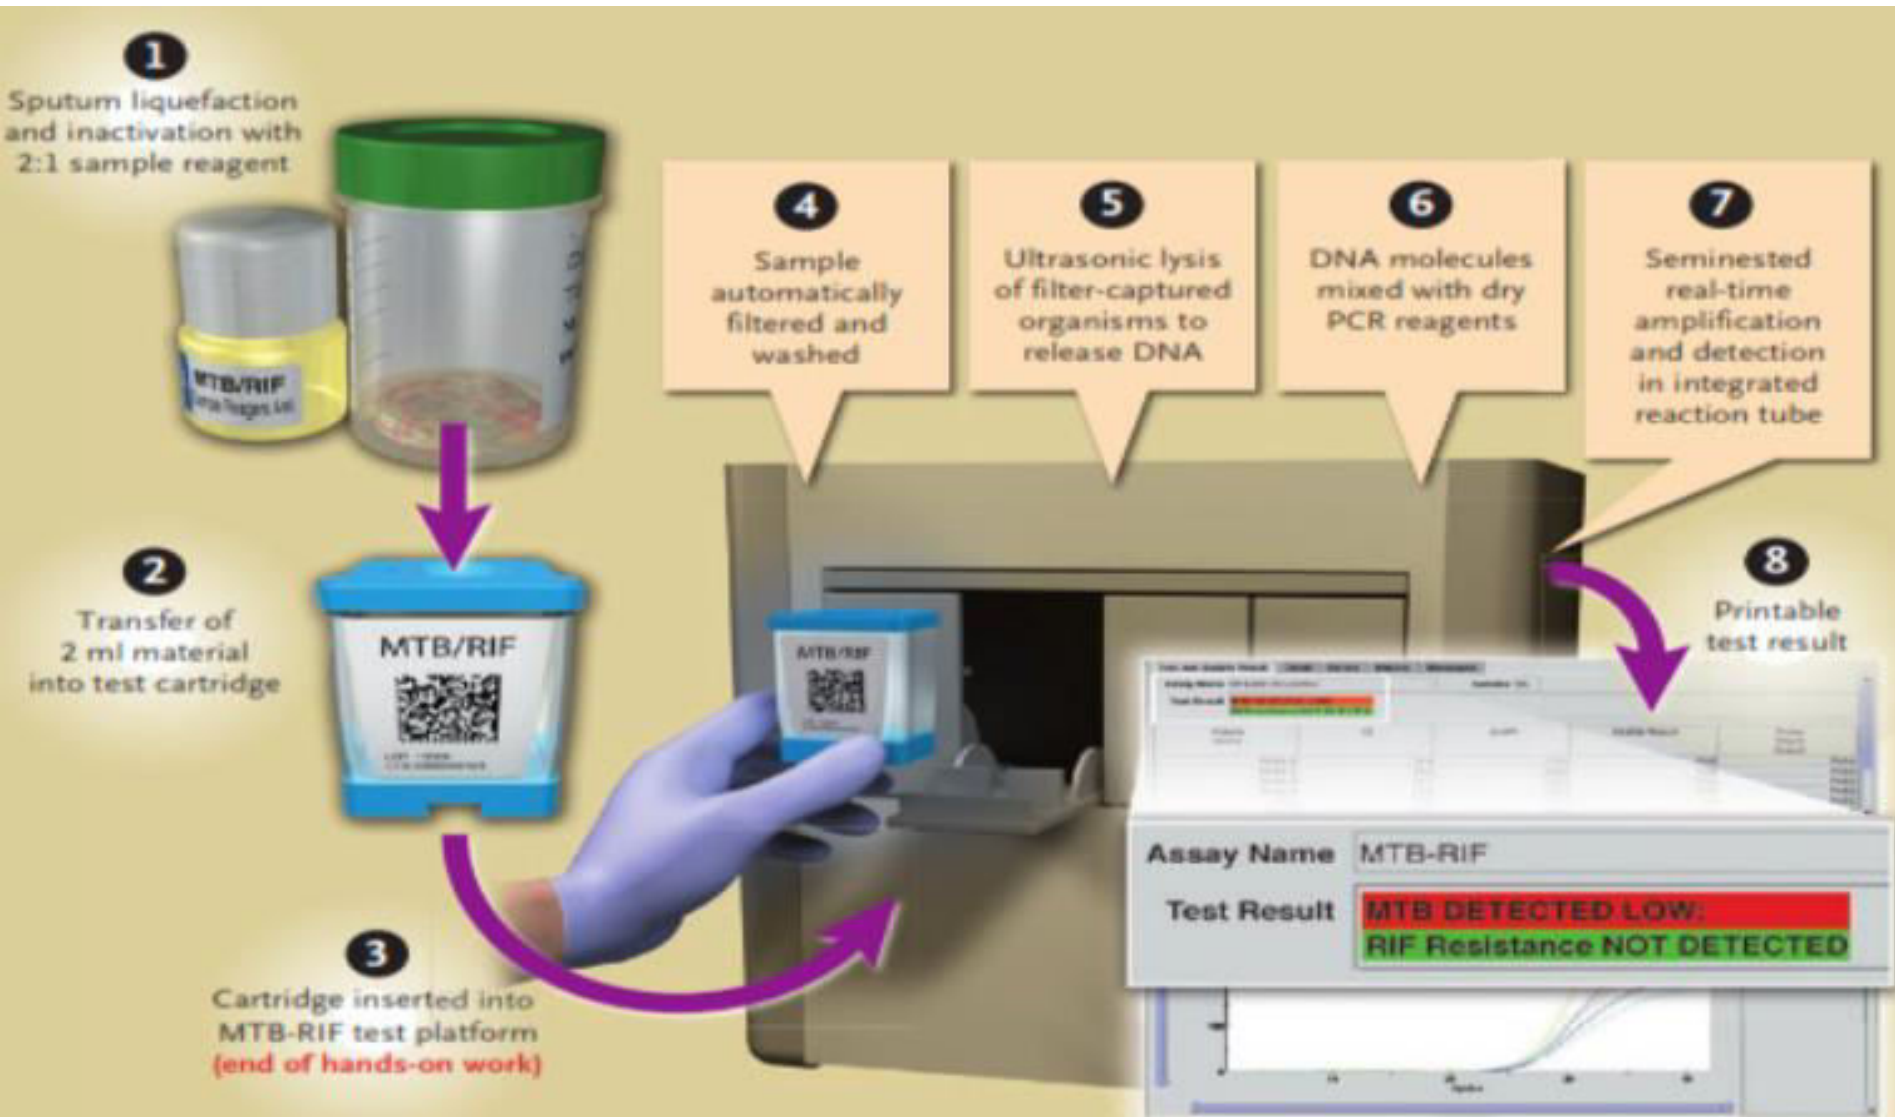 1
Sputum liquefaction
and inactivation with
2:1 sample reagent
MTB/RIF
2
Transfer of
2 ml material
into test cartridge
MTB/RIF
3
Cartridge inserted into
MTB-RIF test platform
(end of hands-on work)
MTB/RIF
4
Sample
automatically
filtered and
washed
5
Ultrasonic lysis
of filter-captured
organisms to
release DNA
6
DNA molecules
mixed with dry
PCR reagents
7
Seminested
real-time
amplification
and detection
in integrated
reaction tube
8
Printable
test result
Assay Name MTB-RIF
Test Result MTB DETECTED LOW:
RIF Resistance NOT DETECTED